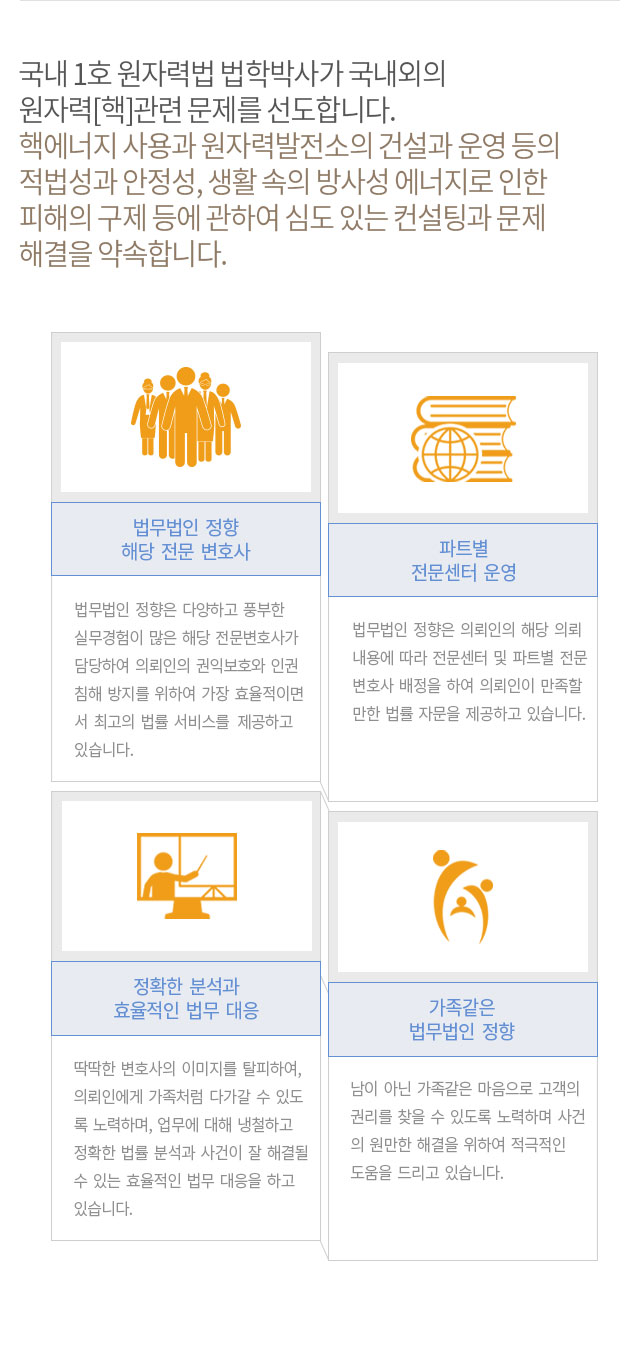 국내 1호 원자력법 법학박사가 국내외의
원자력[핵]관련 문제를 선도합니다.
핵에너지 사용과 원자력발전소의 건설과 운영 등의
적법성과 안정성, 생활 속의 방사성 에너지로 인한
피해의 구제 등에 관하여 심도 있는 컨설팅과 문제
해결을 약속합니다.
법무법인 정향
해당 전문 변호사
법무법인 정향은 다양하고 풍부한
실무경험이 많은 해당 전문변호사가
담당하여 의뢰인의 권익보호와 인권
침해 방지를 위하여 가장 효율적이면
서 최고의 법률 서비스를 제공하고
있습니다.
파트별
전문센터 운영
법무법인 정향은 의뢰인의 해당 의뢰
내용에 따라 전문센터 및 파트별 전문
변호사 배정을 하여 의뢰인이 만족할
만한 법률 자문을 제공하고 있습니다.
정확한 분석과
효율적인 법무 대응
딱딱한 변호사의 이미지를 탈피하여,
의뢰인에게 가족처럼 다가갈 수 있도
록 노력하며, 업무에 대해 냉철하고
정확한 법률 분석과 사건이 잘 해결될
수 있는 효율적인 법무 대응을 하고
있습니다.
가족같은
법무법인 정향
남이 아닌 가족같은 마음으로 고객의
권리를 찾을 수 있도록 노력하며 사건
의 원만한 해결을 위하여 적극적인
도움을 드리고 있습니다.